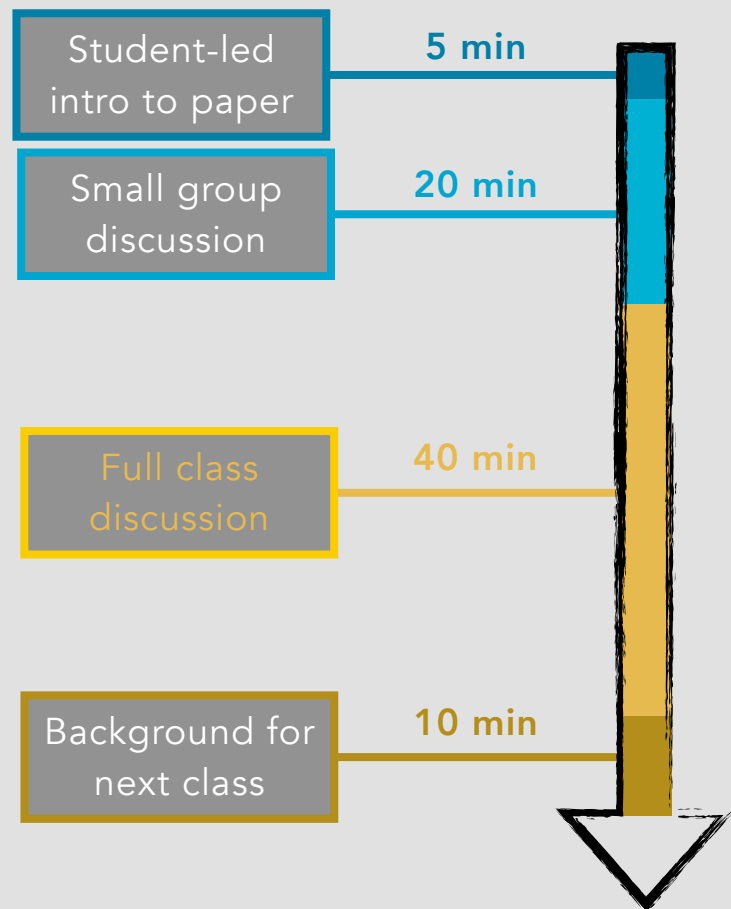 Student-led
intro to paper
5 min
Small group
discussion
20 min
Full class
discussion
40 min
Background for
next class
10 min